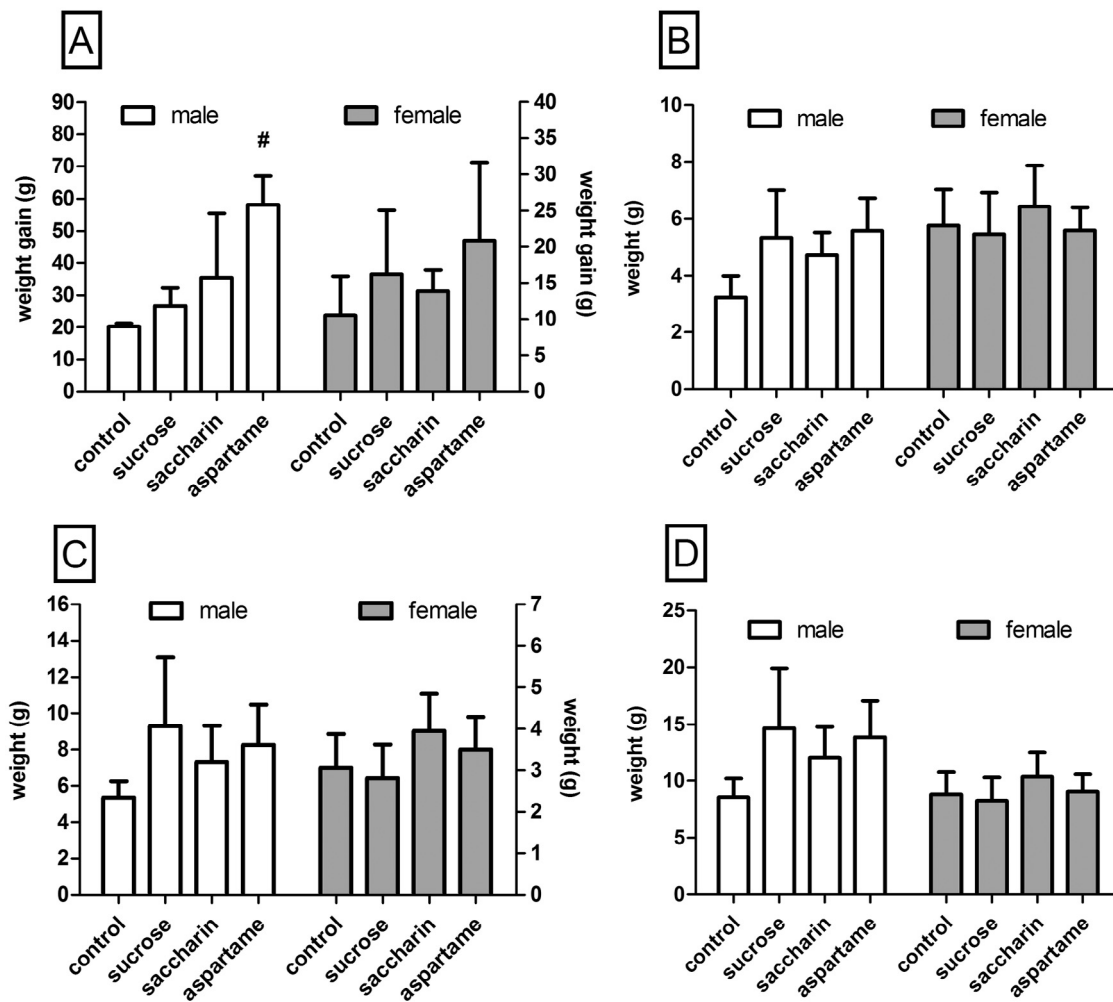 A
male
female
90
80
70
60
50
40
30
20
10
0
weight gain (g)
#
40
35
30
25
20
15
10
5
0
weight gain (g)
control
sucrose
saccharin
aspartame
control
sucrose
saccharin
aspartame
B
male
female
10
8
6
4
2
0
weight (g)
control
sucrose
saccharin
aspartame
control
sucrose
saccharin
aspartame
C
male
female
16
14
12
10
8
6
4
2
0
weight (g)
7
6
5
4
3
2
1
0
weight (g)
control
sucrose
saccharin
aspartame
control
sucrose
saccharin
aspartame
D
male
female
25
20
15
10
5
0
weight (g)
control
sucrose
saccharin
aspartame
control
sucrose
saccharin
aspartame